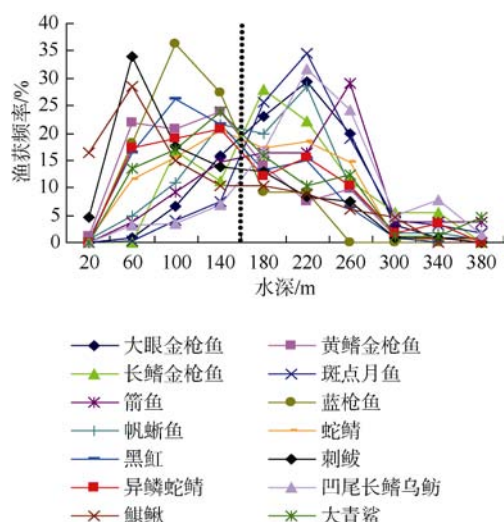 渔获频率/%
40
35
30
25
20
15
10
5
0
20 60 100 140 180 220 260 300 340 380
水深/m
大眼金枪鱼 黄鳍金枪鱼
长鳍金枪鱼 斑点月鱼
箭鱼 蓝枪鱼
帆蜥鱼 蛇鲭
黑魟 刺鲅
异鳞蛇鲭 凹尾长鳍乌鲂
鲯鳅 大青鲨